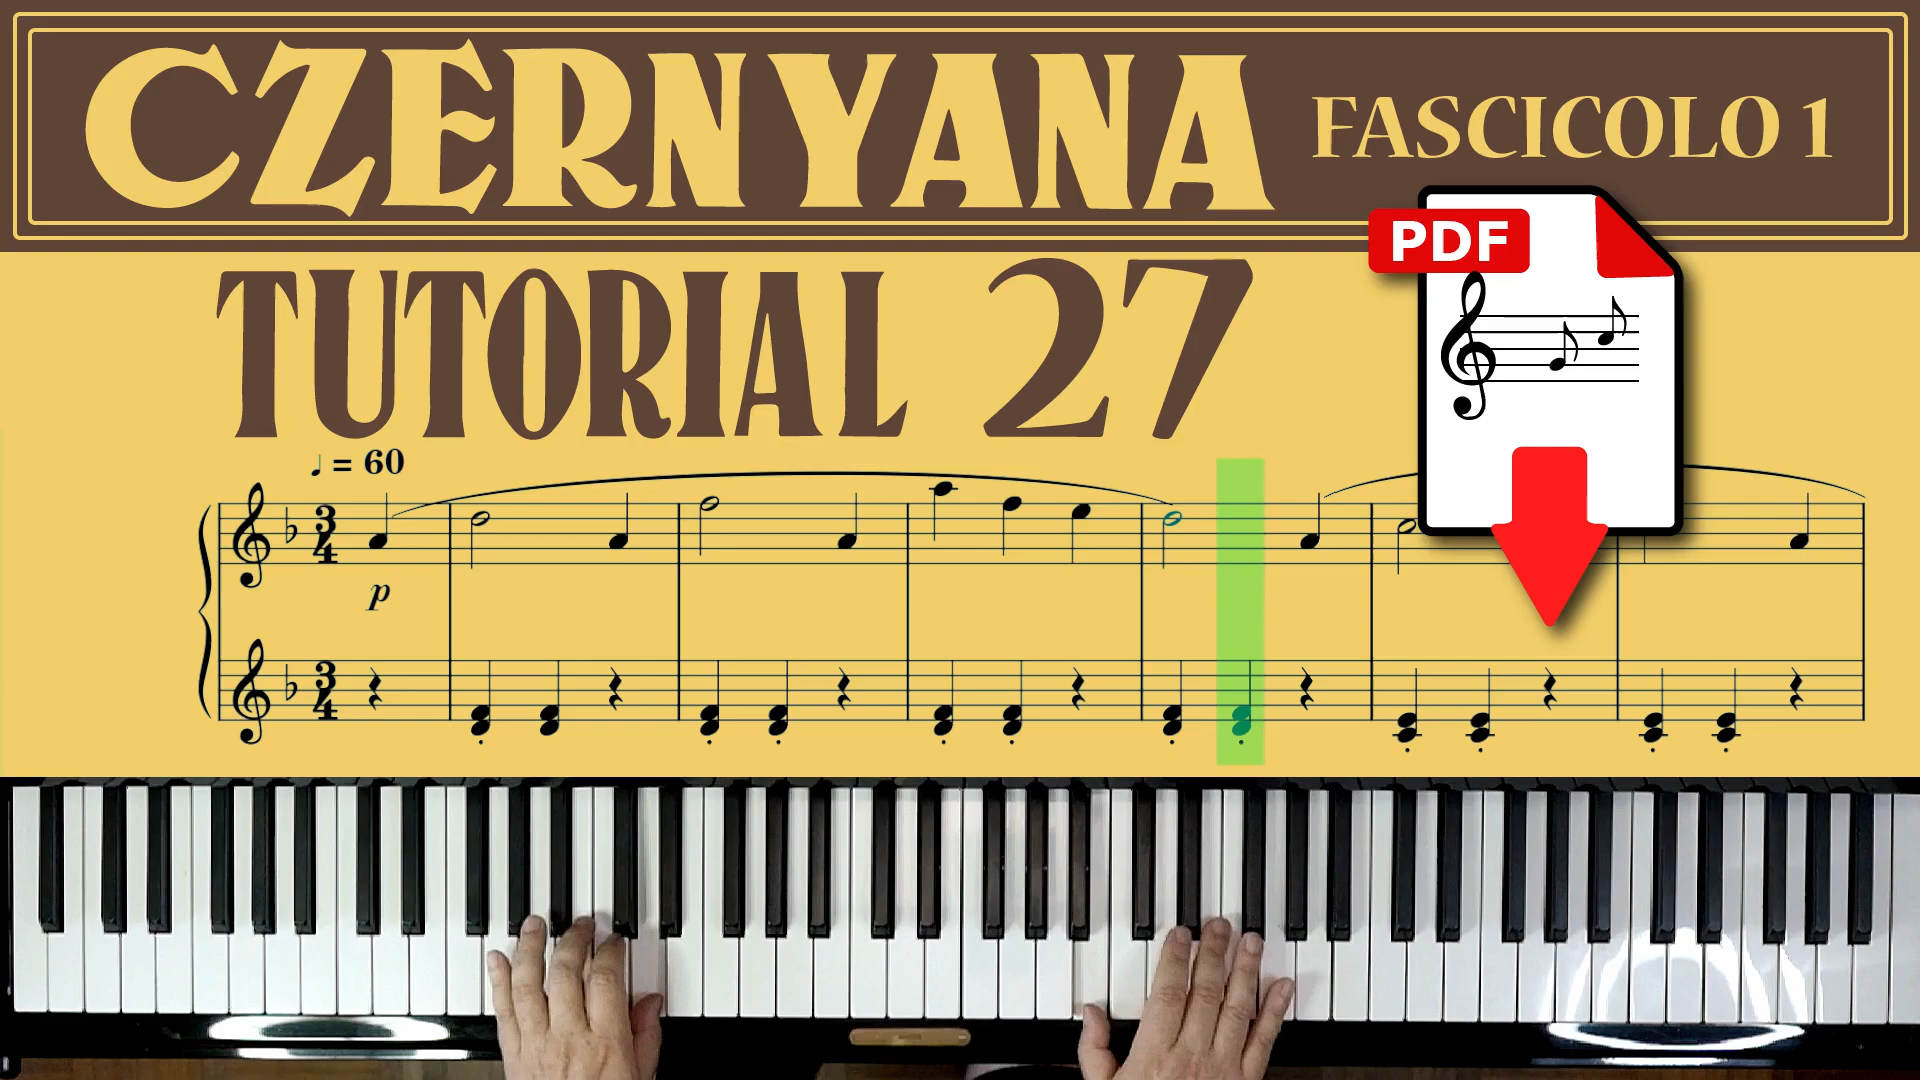 CZERNYANA FASCICOLO 1
PDF
TUTORIAL 27
♩ = 60
3
4
p
3
4